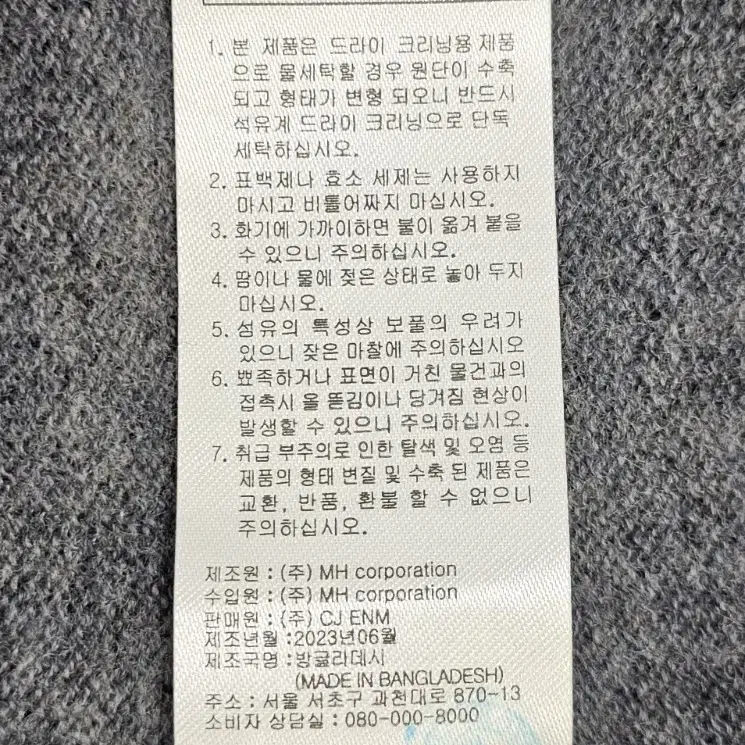 1. 본 제품은 드라이 크리닝용 제품
으로 물세탁할 경우 원단이 수축
되고 형태가 변형 되오니 반드시
석유계 드라이 크리닝으로 단독
세탁하십시오.
2. 표백제나 효소 세제는 사용하지
마시고 비틀어짜지 마십시오.
3. 화기에 가까이하면 불이 옮겨 붙을
수 있으니 주의하십시오.
4. 땀이나 물에 젖은 상태로 놓아 두지
마십시오.
5. 섬유의 특성상 보풀의 우려가
있으니 잦은 마찰에 주의하십시오
6. 뾰족하거나 표면이 거친 물건과의
접촉시 올 뜯김이나 당겨짐 현상이
발생할 수 있으니 주의하십시오.
7. 취급 부주의로 인한 탈색 및 오염 등
제품의 형태 변질 및 수축 된 제품은
교환, 반품, 환불 할 수 없으니
주의하십시오.
제조원 : (주) MH corporation
수입원 : (주) MH corporation
판매원 : (주) CJ ENM
제조년월 :2023년06월
제조국명 :방글라데시
(MADE IN BANGLADESH)
주소 : 서울 서초구 과천대로 870-13
소비자 상담실 : 080-000-8000